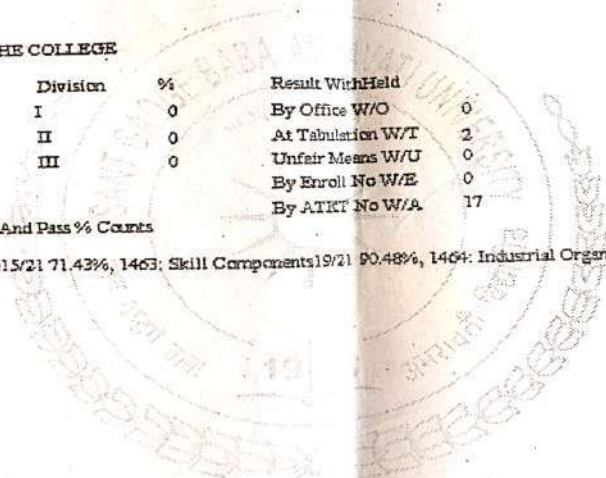 HE COLLEGE
Division % Result WithHeld
I 0 By Office W/O 0
II 0 At Tabulation W/T 2
III 0 Unfair Means W/U 0
By Enroll No W/E 0
By ATKT No W/A 17
And Pass % Counts
15/21 71.43%, 1463: Skill Components19/21 90.48%, 1464: Industrial Organ